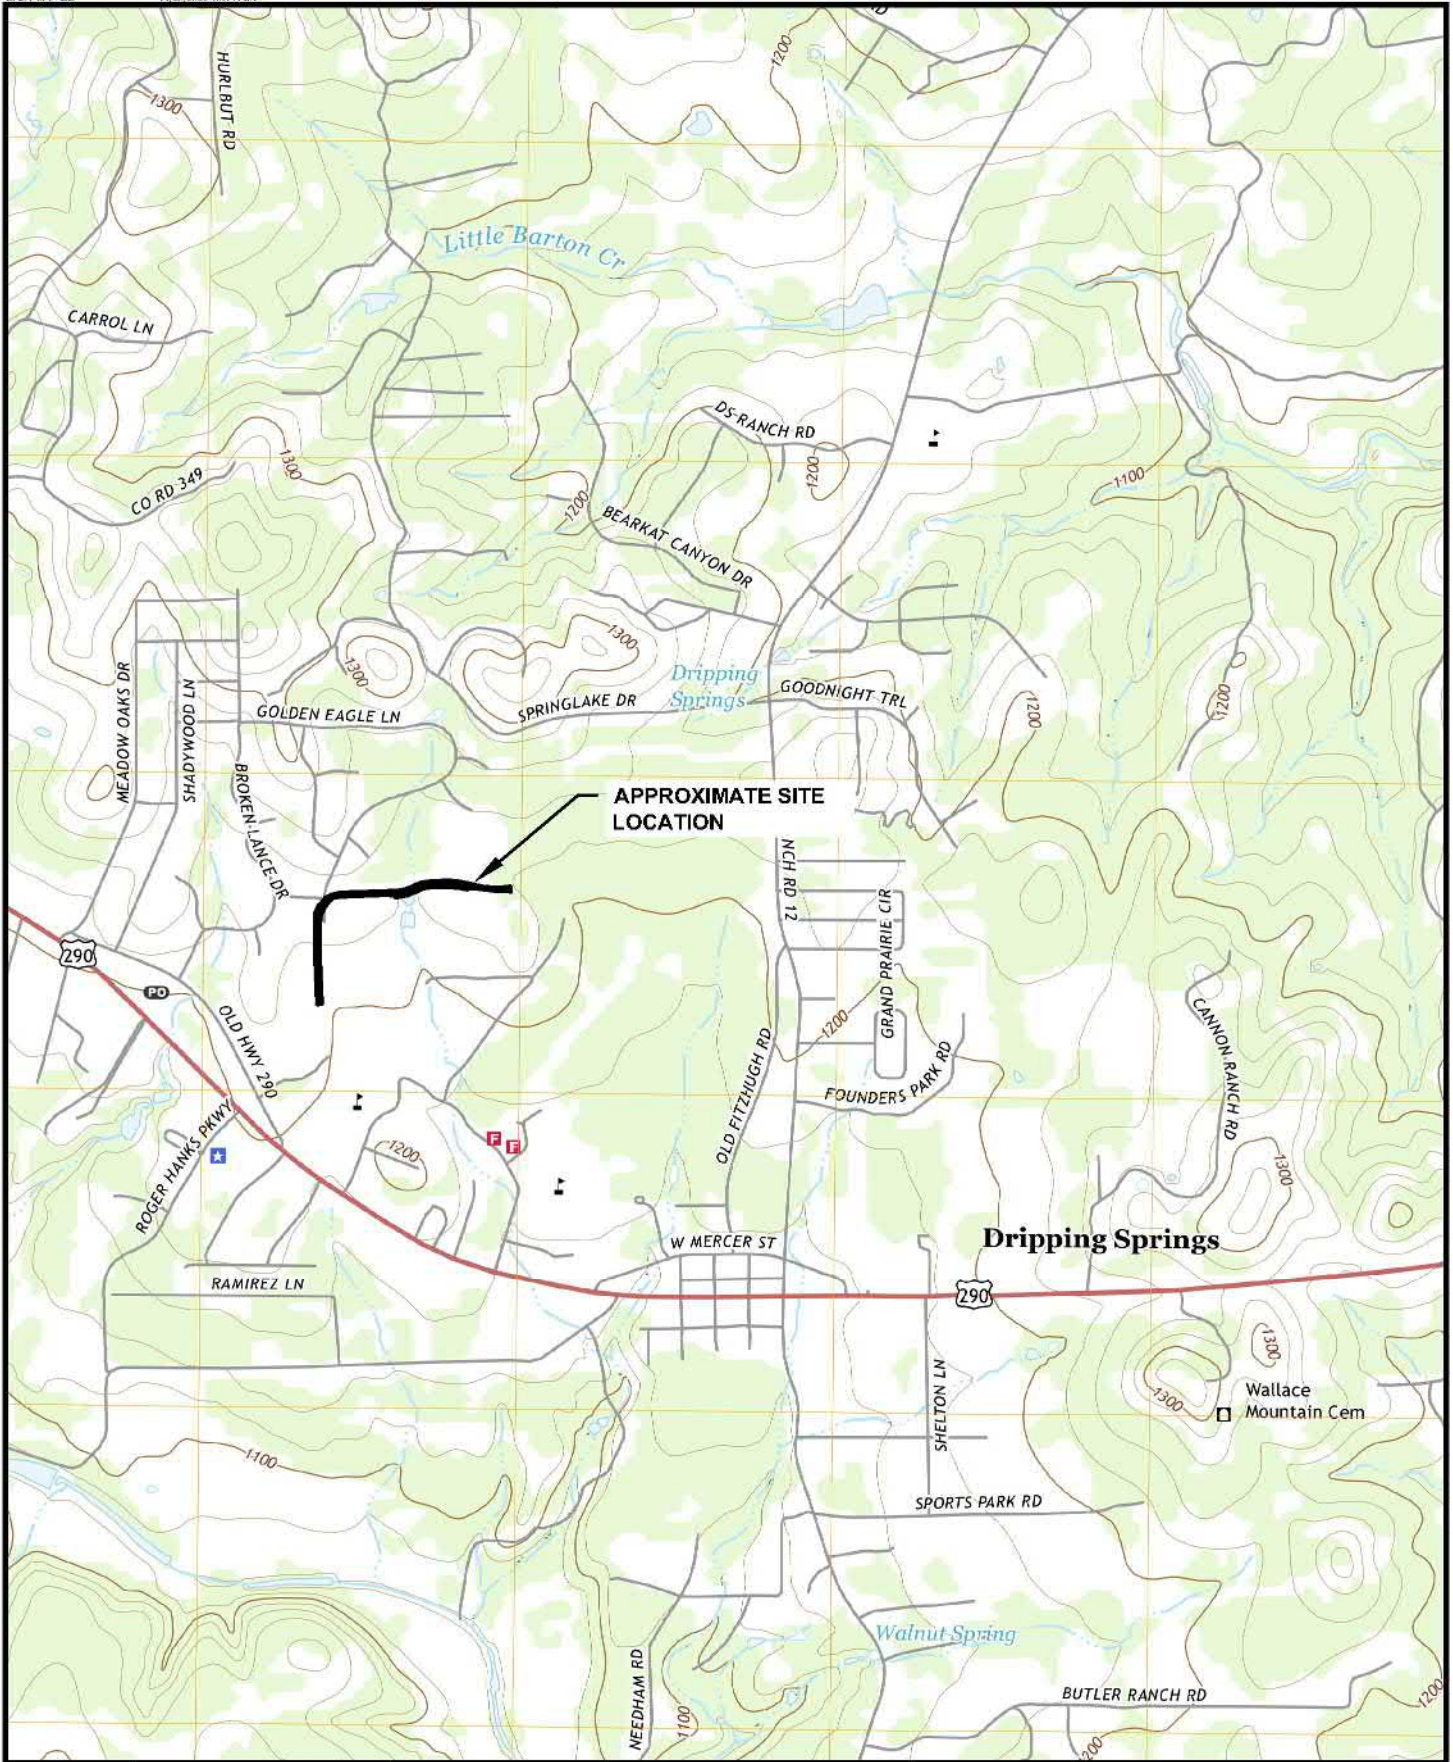 1200
HURLBUT RD
1300
Little Barton Cr
CARROL LN
DS-RANCH RD
1300
1200
CO RD 349
1200
1100
BEARKAT CANYON DR
1300
1300
Dripping
Springs
SPRINGLAKE DR
GOODNIGHT TRL
1200
1200
MEADOW OAKS DR
SHADYWOOD LN
GOLDEN EAGLE LN
BROKEN-LANCE-DR
APPROXIMATE SITE
LOCATION
NCH RD 12
GRAND PRAIRIE CIR
290
PO
OLD HWY 290
1200
OLD FITZHUGH RD
FOUNDERS PARK RD
CANNON RANCH RD
ROGER HANKS PKWY
1200
F
F
1300
W MERCER ST
Dripping Springs
RAMIREZ LN
290
1300
1300
Wallace
Mountain Cem
SHELTON LN
1100
SPORTS PARK RD
Walnut Spring
NEEDHAM RD
1100
BUTLER RANCH RD
1200
1200